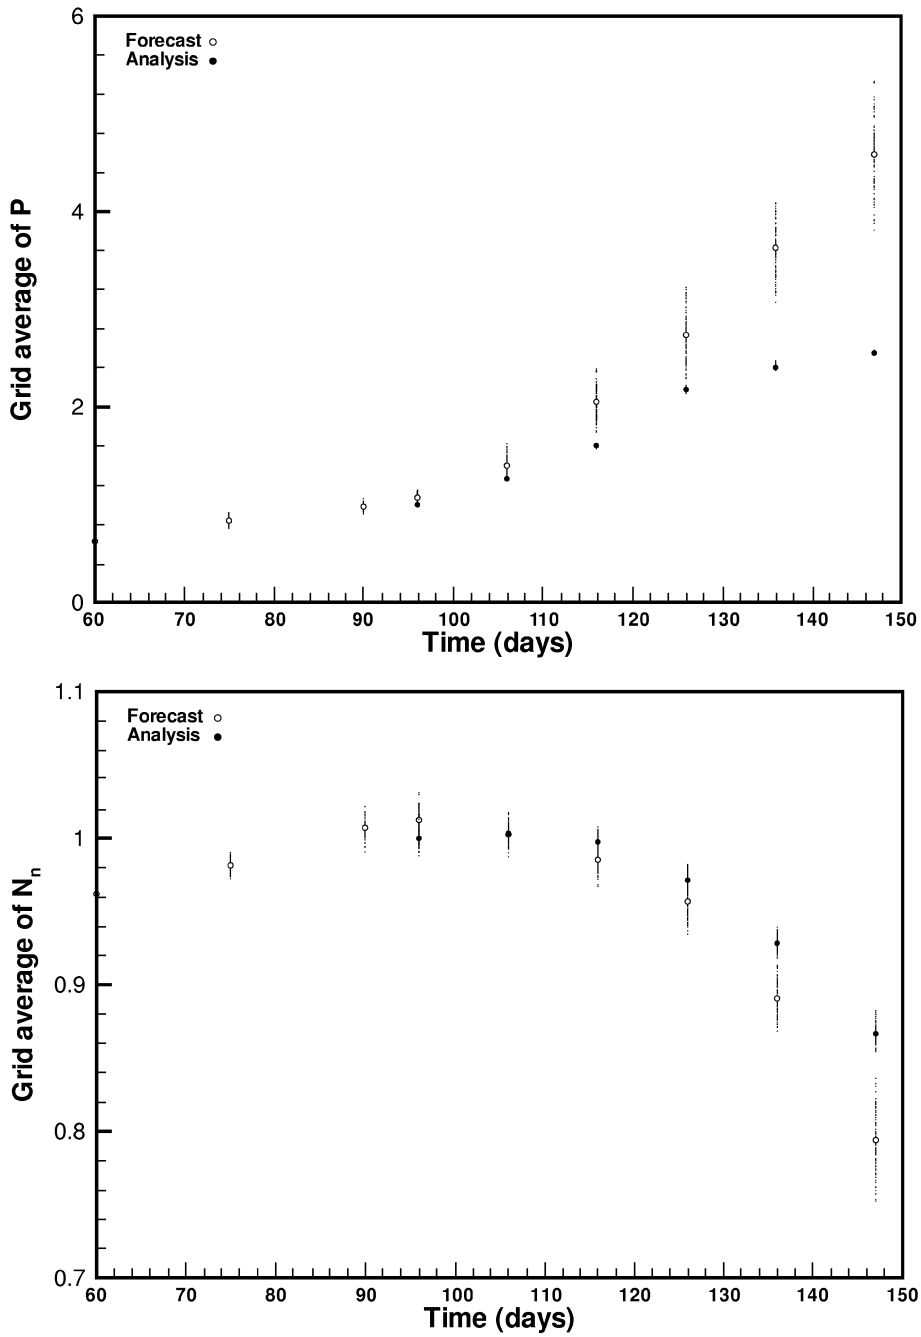 6
Forecast
Analysis
4
Grid average of P
2
0
60 70 80 90 100 110 120 130 140 150
Time (days)
1.1
Forecast
Analysis
1
Grid average of Nn
0.9
0.8
0.7
60 70 80 90 100 110 120 130 140 150
Time (days)